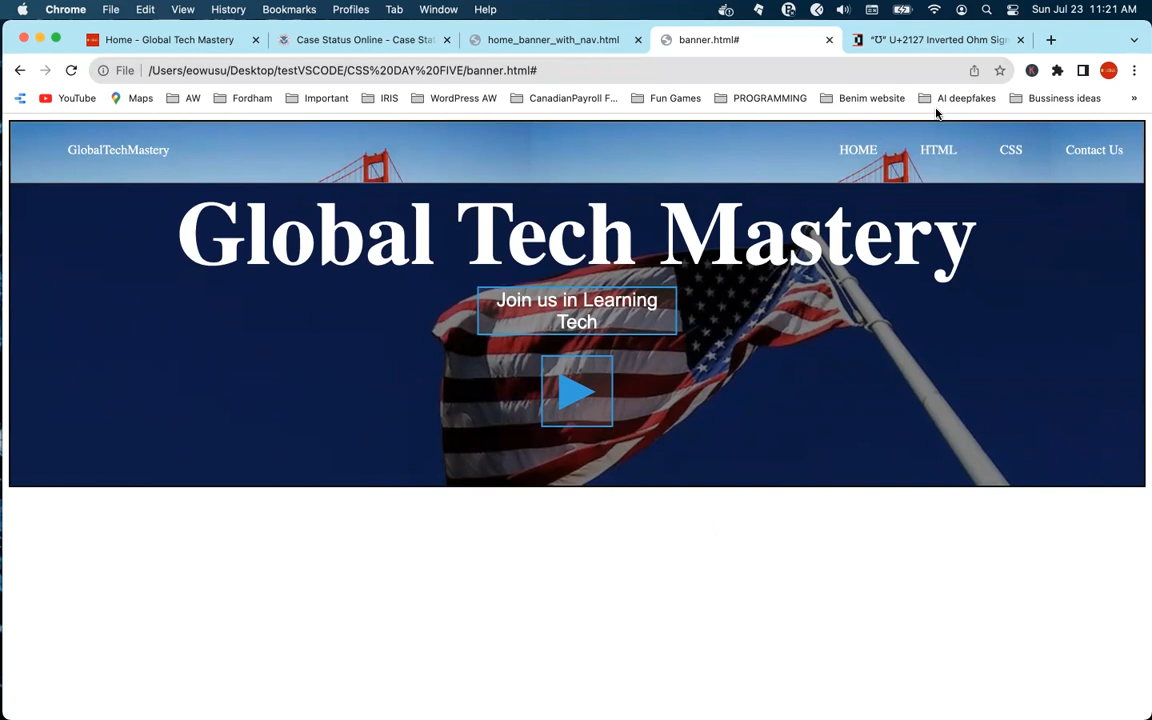 Chrome File Edit View History Bookmarks Profiles Tab Window Help Sun Jul 23 11:21 AM
Home - Global Tech Mastery Case Status Online - Case Sta home_banner_with_nav.html banner.html# "℧" U+2127 Inverted Ohm Sig
File /Users/eowusu/Desktop/testVSCODE/CSS%20DAY%20FIVE/banner.html#
YouTube Maps AW Fordham Important IRIS WordPress AW CanadianPayroll F... Fun Games PROGRAMMING Benim website AI deepfakes Bussiness ideas »
GlobalTechMastery HOME HTML CSS Contact Us
Global Tech Mastery
Join us in Learning
Tech